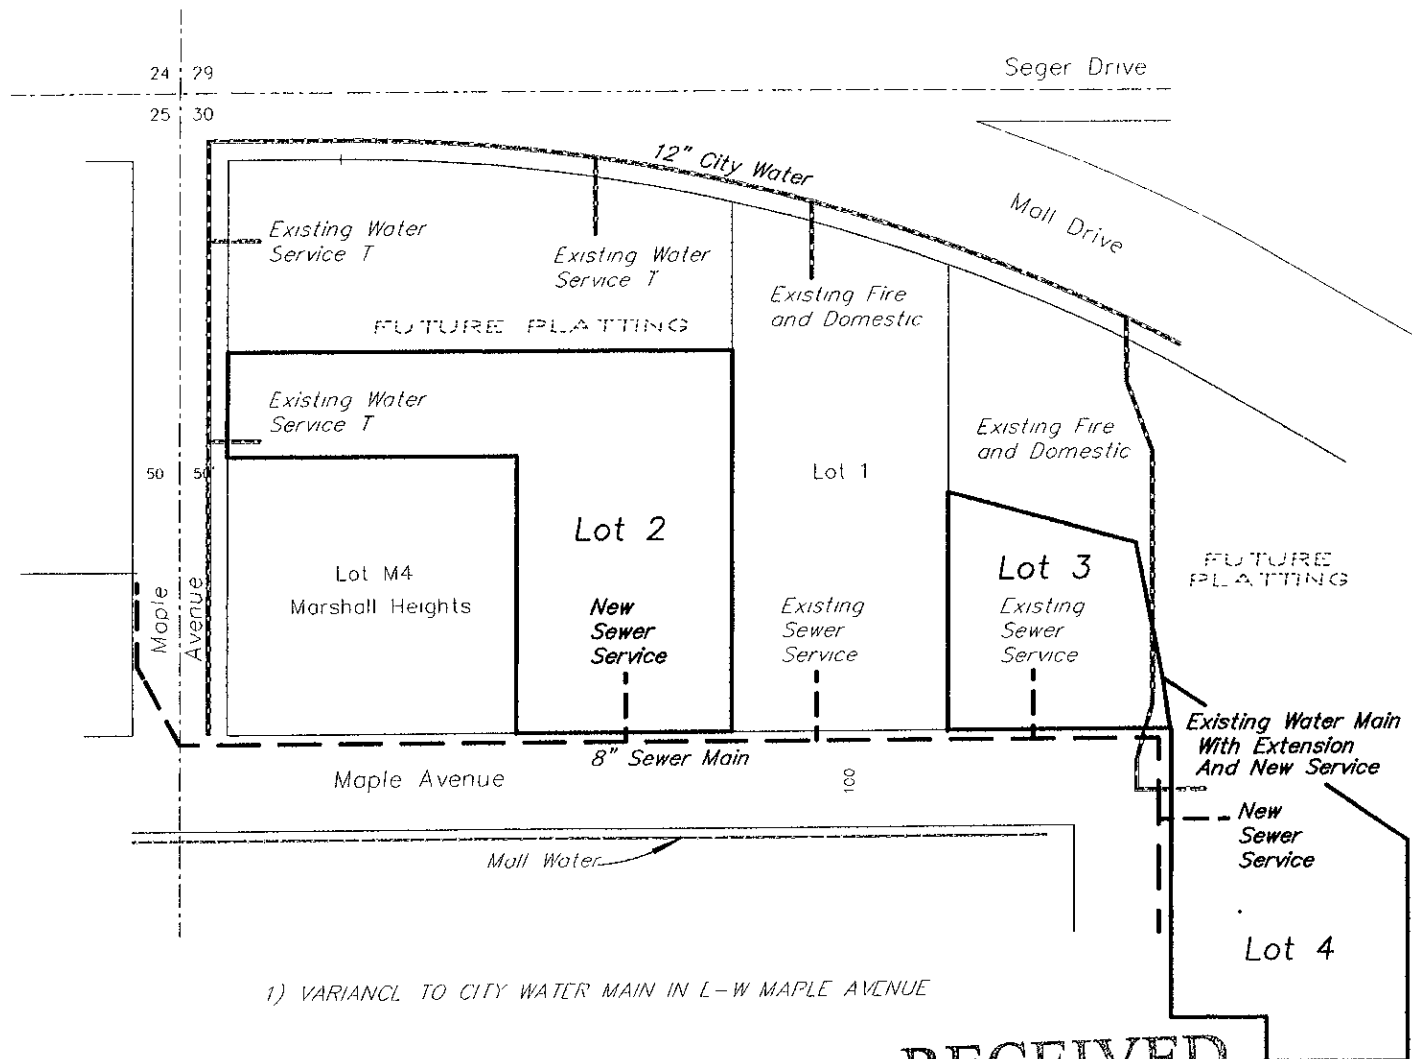 24 29
25 30
Seger Drive
12" City Water
Mall Drive
Existing Water
Service T
Existing Water
Service T
Existing Fire
and Domestic
FUTURE PLATTING
Existing Water
Service T
Existing Fire
and Domestic
50 50'
Lot 1
Lot 2
Lot M4
Marshall Heights
Lot 3
FUTURE
PLATTING
Maple
Avenue
New
Sewer
Service
Existing
Sewer
Service
Existing
Sewer
Service
Existing Water Main
With Extension
And New Service
8" Sewer Main
Maple Avenue
100
New
Sewer
Service
Mall Water
Lot 4
1) VARIANCE TO CITY WATER MAIN IN E-W MAPLE AVENUE
RECEIVED